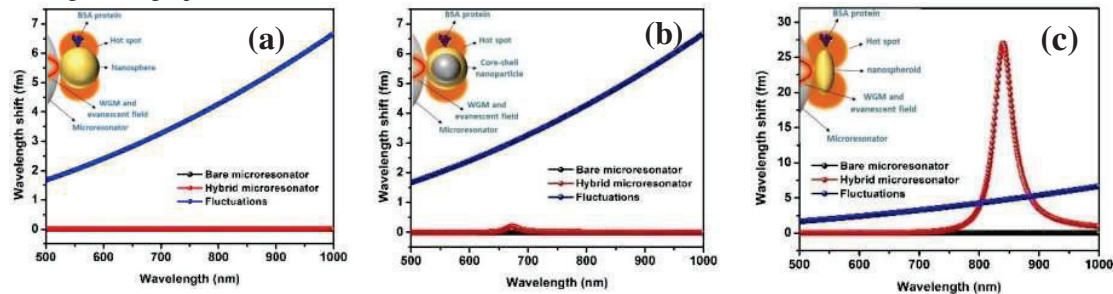 (a)
BSA protein
Hot spot
Nanosphere
WGM and
evanescent field
Microresonator
Bare microresonator
Hybrid microresonator
Fluctuations
Wavelength shift (fm)
7
6
5
4
3
2
1
0
500 600 700 800 900 1000
Wavelength (nm)
(b)
BSA protein
Hot spot
Core-shell
nanoparticle
WGM and
evanescent field
Microresonator
Bare microresonator
Hybrid microresonator
Fluctuations
Wavelength shift (fm)
7
6
5
4
3
2
1
0
500 600 700 800 900 1000
Wavelength (nm)
(c)
BSA protein
Hot spot
nanospheroid
WGM and
evanescent field
Microresonator
Bare microresonator
Hybrid microresonator
Fluctuations
Wavelength shift (fm)
30
25
20
15
10
5
0
500 600 700 800 900 1000
Wavelength (nm)